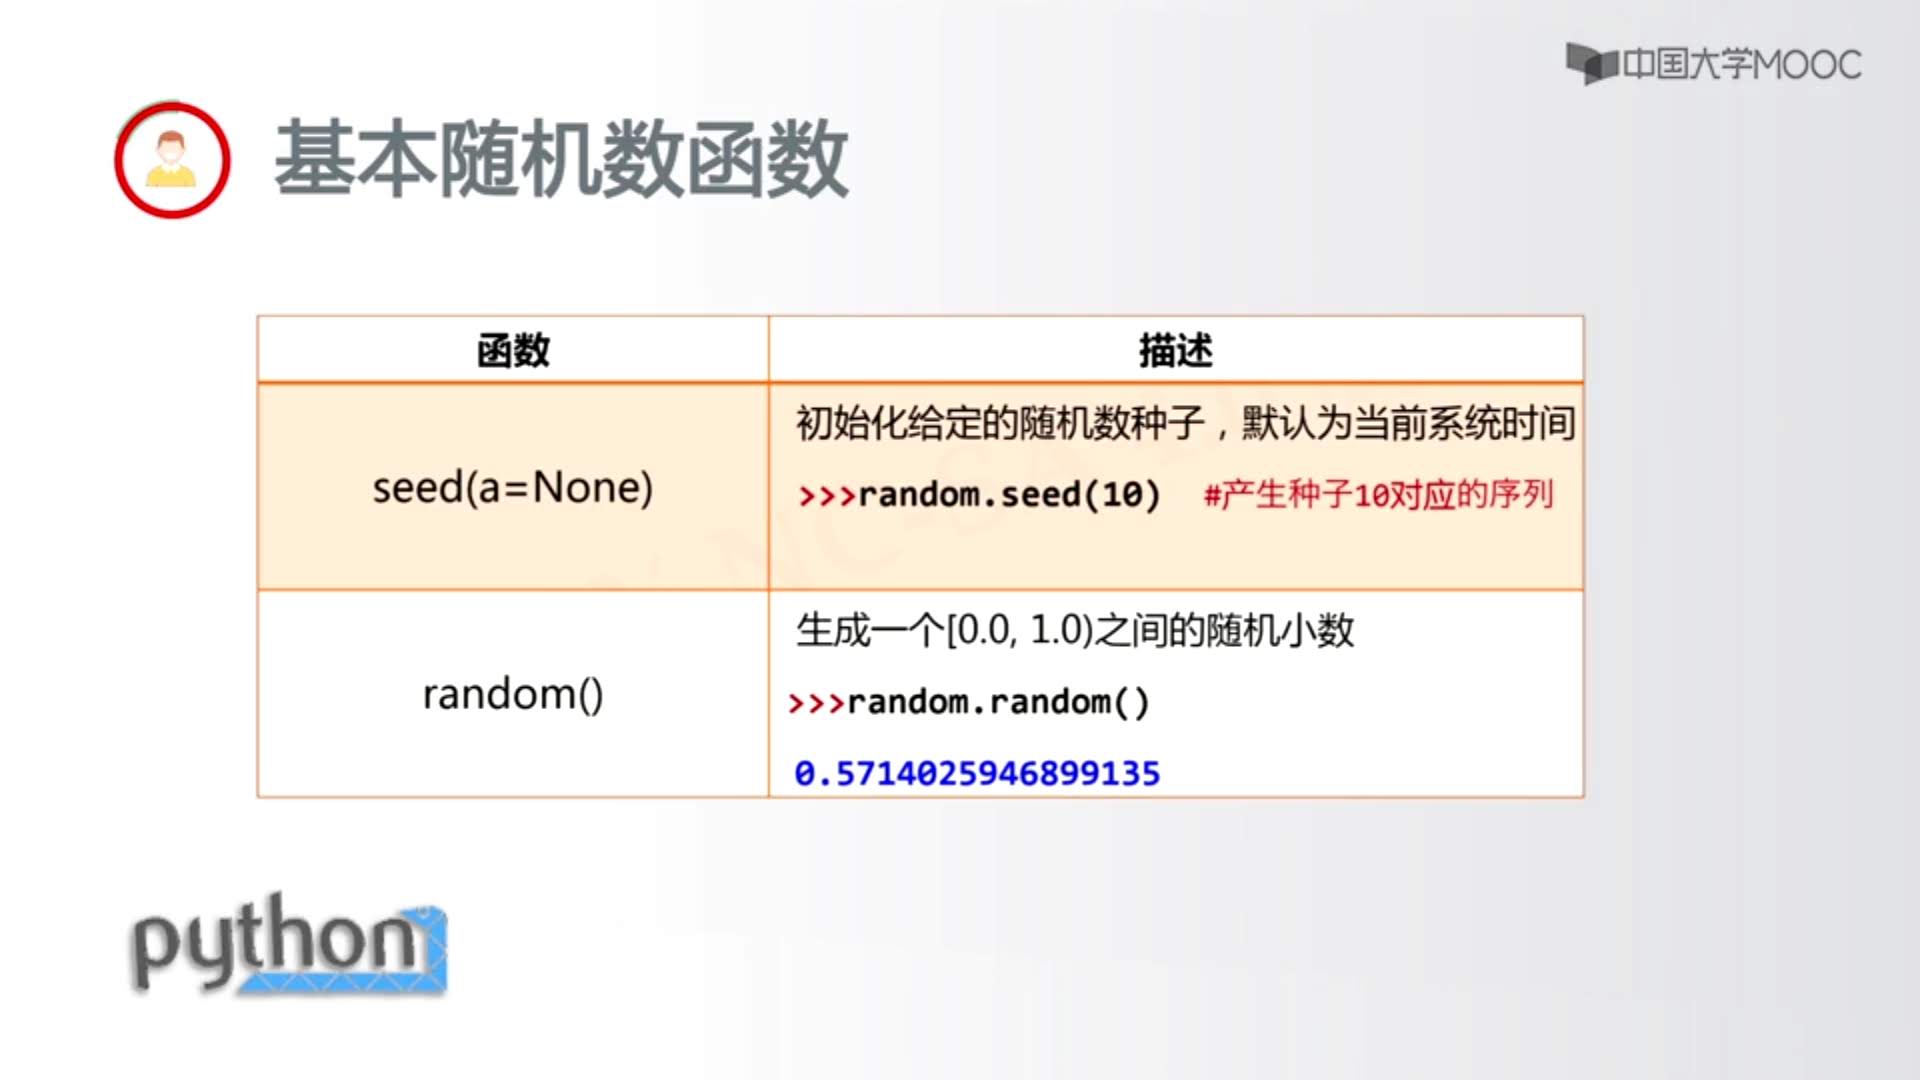 中国大学MOOC
基本随机数函数
函数
描述
seed(a=None)
初始化给定的随机数种子，默认为当前系统时间
>>>random.seed(10) #产生种子10对应的序列
random()
生成一个[0.0, 1.0)之间的随机小数
>>>random.random()
0.5714025946899135
python